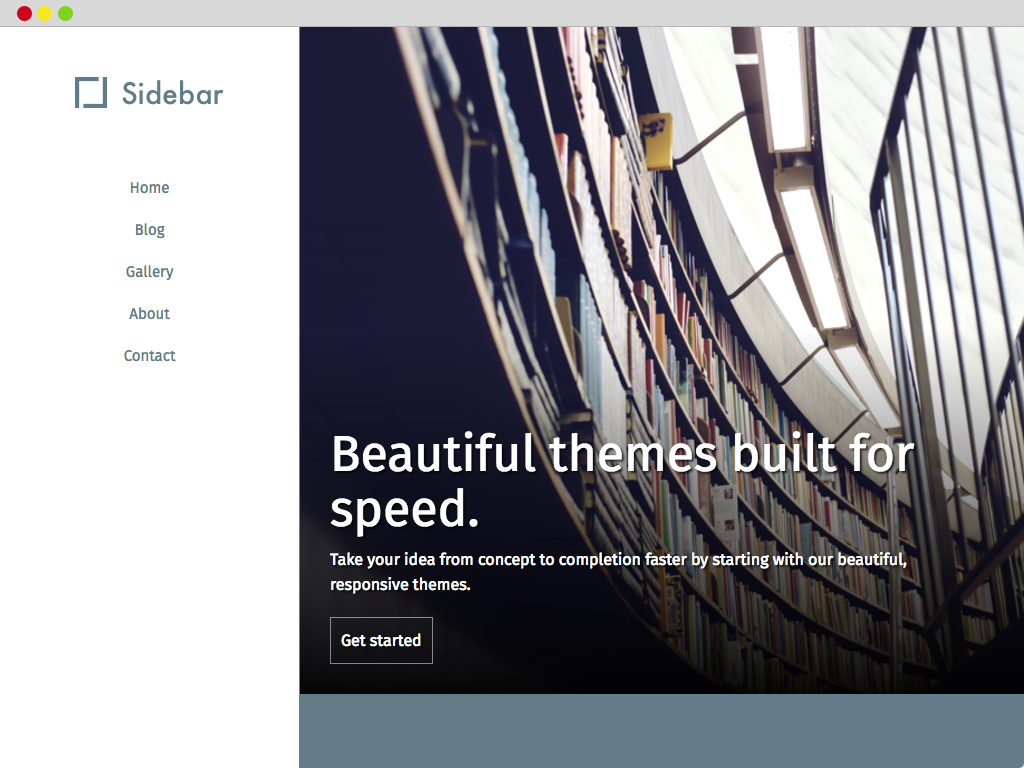 Sidebar
Home
Blog
Gallery
About
Contact
Beautiful themes built for
speed.
Take your idea from concept to completion faster by starting with our beautiful,
responsive themes.
Get started